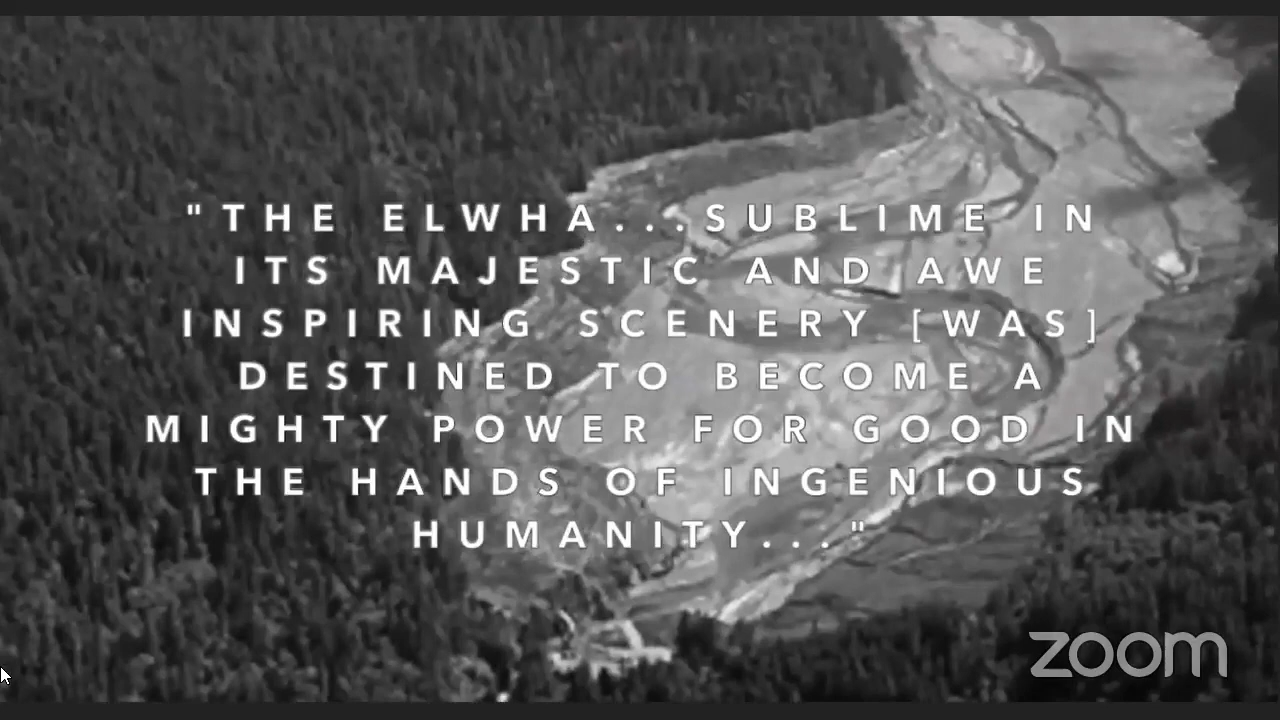 "THE ELWHA...SUBLIME IN
ITS MAJESTIC AND AWE
INSPIRING SCENERY [WAS]
DESTINED TO BECOME A
MIGHTY POWER FOR GOOD IN
THE HANDS OF INGENIOUS
HUMANITY..."
zoom